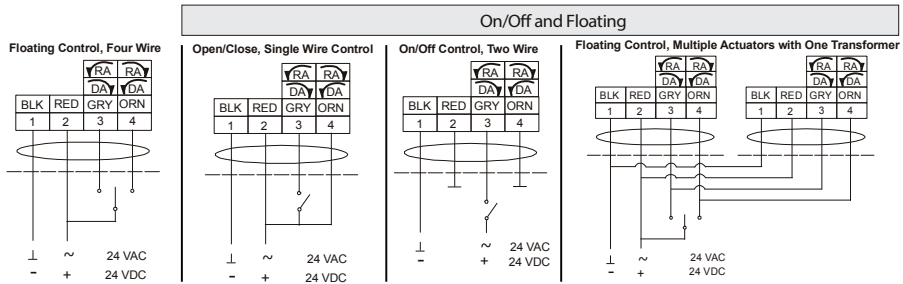 On/Off and Floating
Floating Control, Four Wire
RA RA
DA DA
BLK RED GRY ORN
1 2 3 4
⊥ ~ 24 VAC
- + 24 VDC
Open/Close, Single Wire Control
RA RA
DA DA
BLK RED GRY ORN
1 2 3 4
⊥ ~ 24 VAC
- + 24 VDC
On/Off Control, Two Wire
RA RA
DA DA
BLK RED GRY ORN
1 2 3 4
⊥ ~ 24 VAC
- + 24 VDC
Floating Control, Multiple Actuators with One Transformer
RA RA
DA DA
BLK RED GRY ORN
1 2 3 4
RA RA
DA DA
BLK RED GRY ORN
1 2 3 4
⊥ ~ 24 VAC
- + 24 VDC